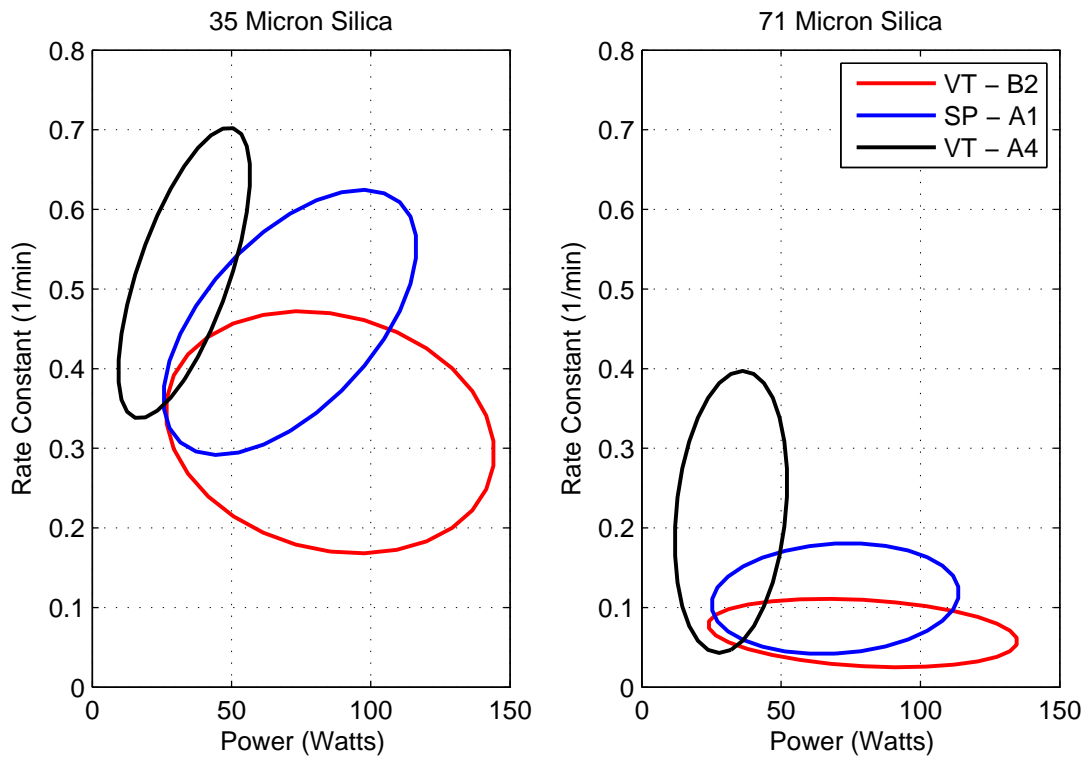 35 Micron Silica
0.8
0.7
0.6
0.5
0.4
0.3
0.2
0.1
0
Rate Constant (1/min)
0 50 100 150
Power (Watts)
71 Micron Silica
VT − B2
SP − A1
VT − A4
0.8
0.7
0.6
0.5
0.4
0.3
0.2
0.1
0
Rate Constant (1/min)
0 50 100 150
Power (Watts)